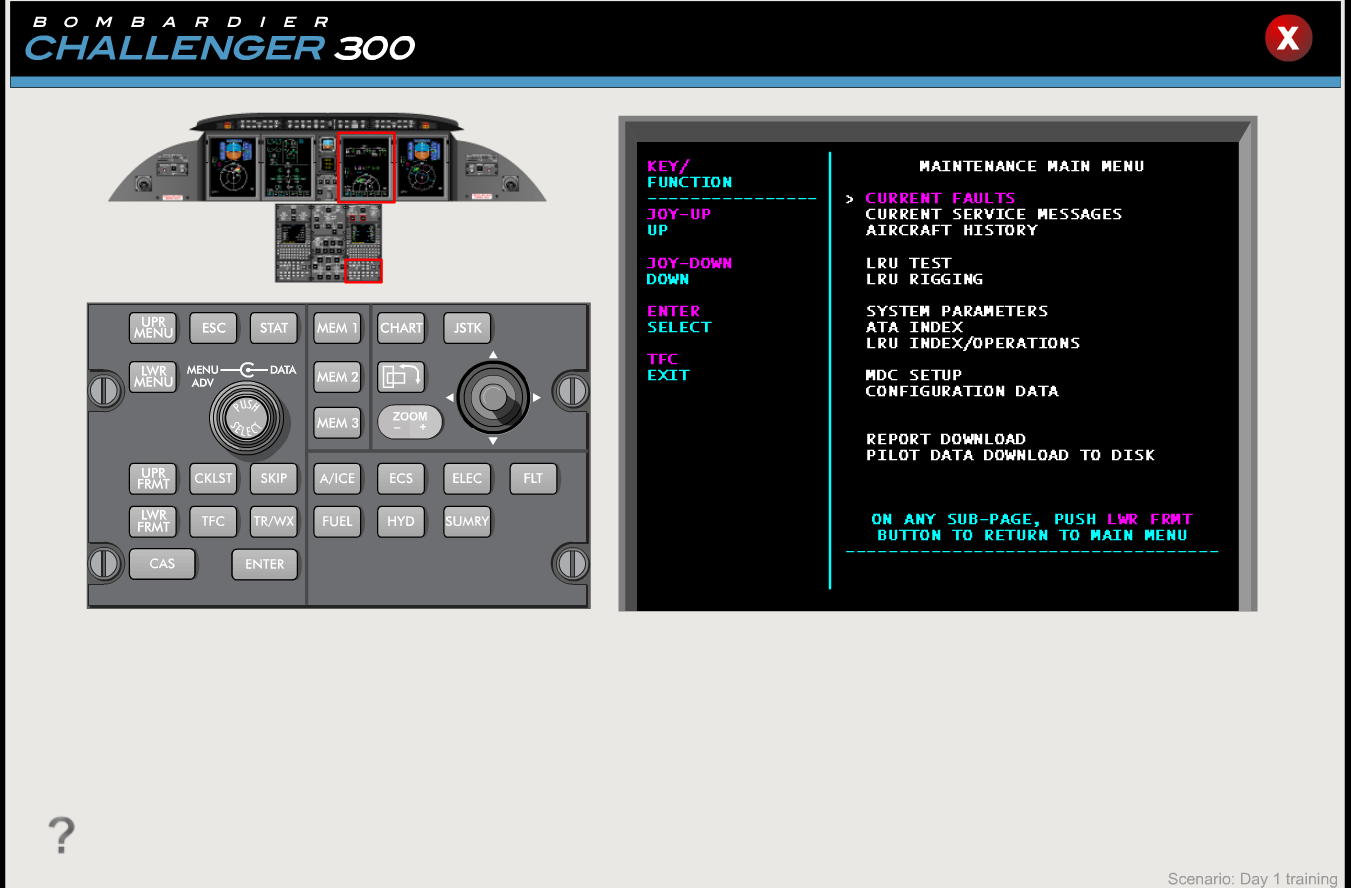 BOMBARDIER
CHALLENGER 300
X
UPR MENU
ESC
STAT
MEM 1
CHART
JSTK
LWR MENU
MENU ADV
DATA
PUSH SELECT
MEM 2
MEM 3
ZOOM
- +
UPR FRMT
CKLST
SKIP
A/ICE
ECS
ELEC
FLT
LWR FRMT
TFC
TR/WX
FUEL
HYD
SUMRY
CAS
ENTER
KEY/
FUNCTION
----------------
JOY-UP
UP
JOY-DOWN
DOWN
ENTER
SELECT
TFC
EXIT
MAINTENANCE MAIN MENU
> CURRENT FAULTS
CURRENT SERVICE MESSAGES
AIRCRAFT HISTORY
LRU TEST
LRU RIGGING
SYSTEM PARAMETERS
ATA INDEX
LRU INDEX/OPERATIONS
MDC SETUP
CONFIGURATION DATA
REPORT DOWNLOAD
PILOT DATA DOWNLOAD TO DISK
ON ANY SUB-PAGE, PUSH LWR FRMT
BUTTON TO RETURN TO MAIN MENU
-----------------------------------
?
Scenario: Day 1 training